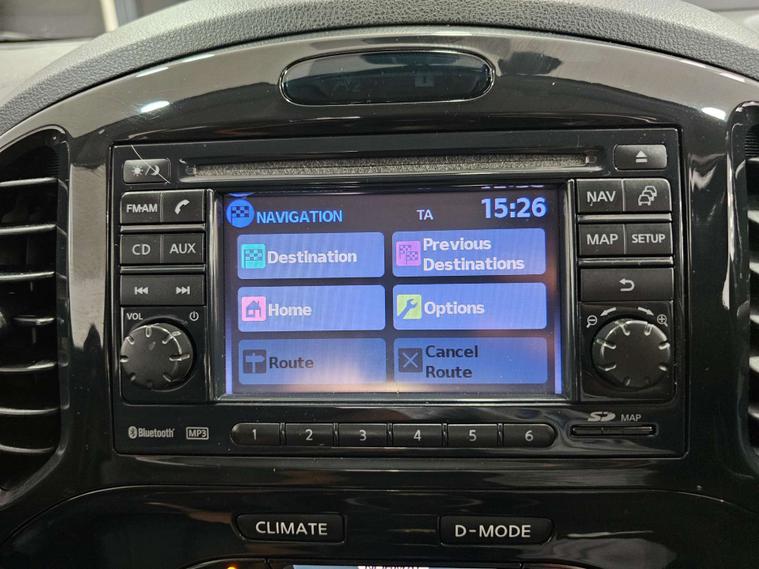 FM·AM
CD AUX
VOL
NAVIGATION TA 15:26
Destination
Previous
Destinations
Home
Options
Route
Cancel
Route
NAV
MAP SETUP
Bluetooth MP3
1 2 3 4 5 6
SD MAP
CLIMATE D-MODE